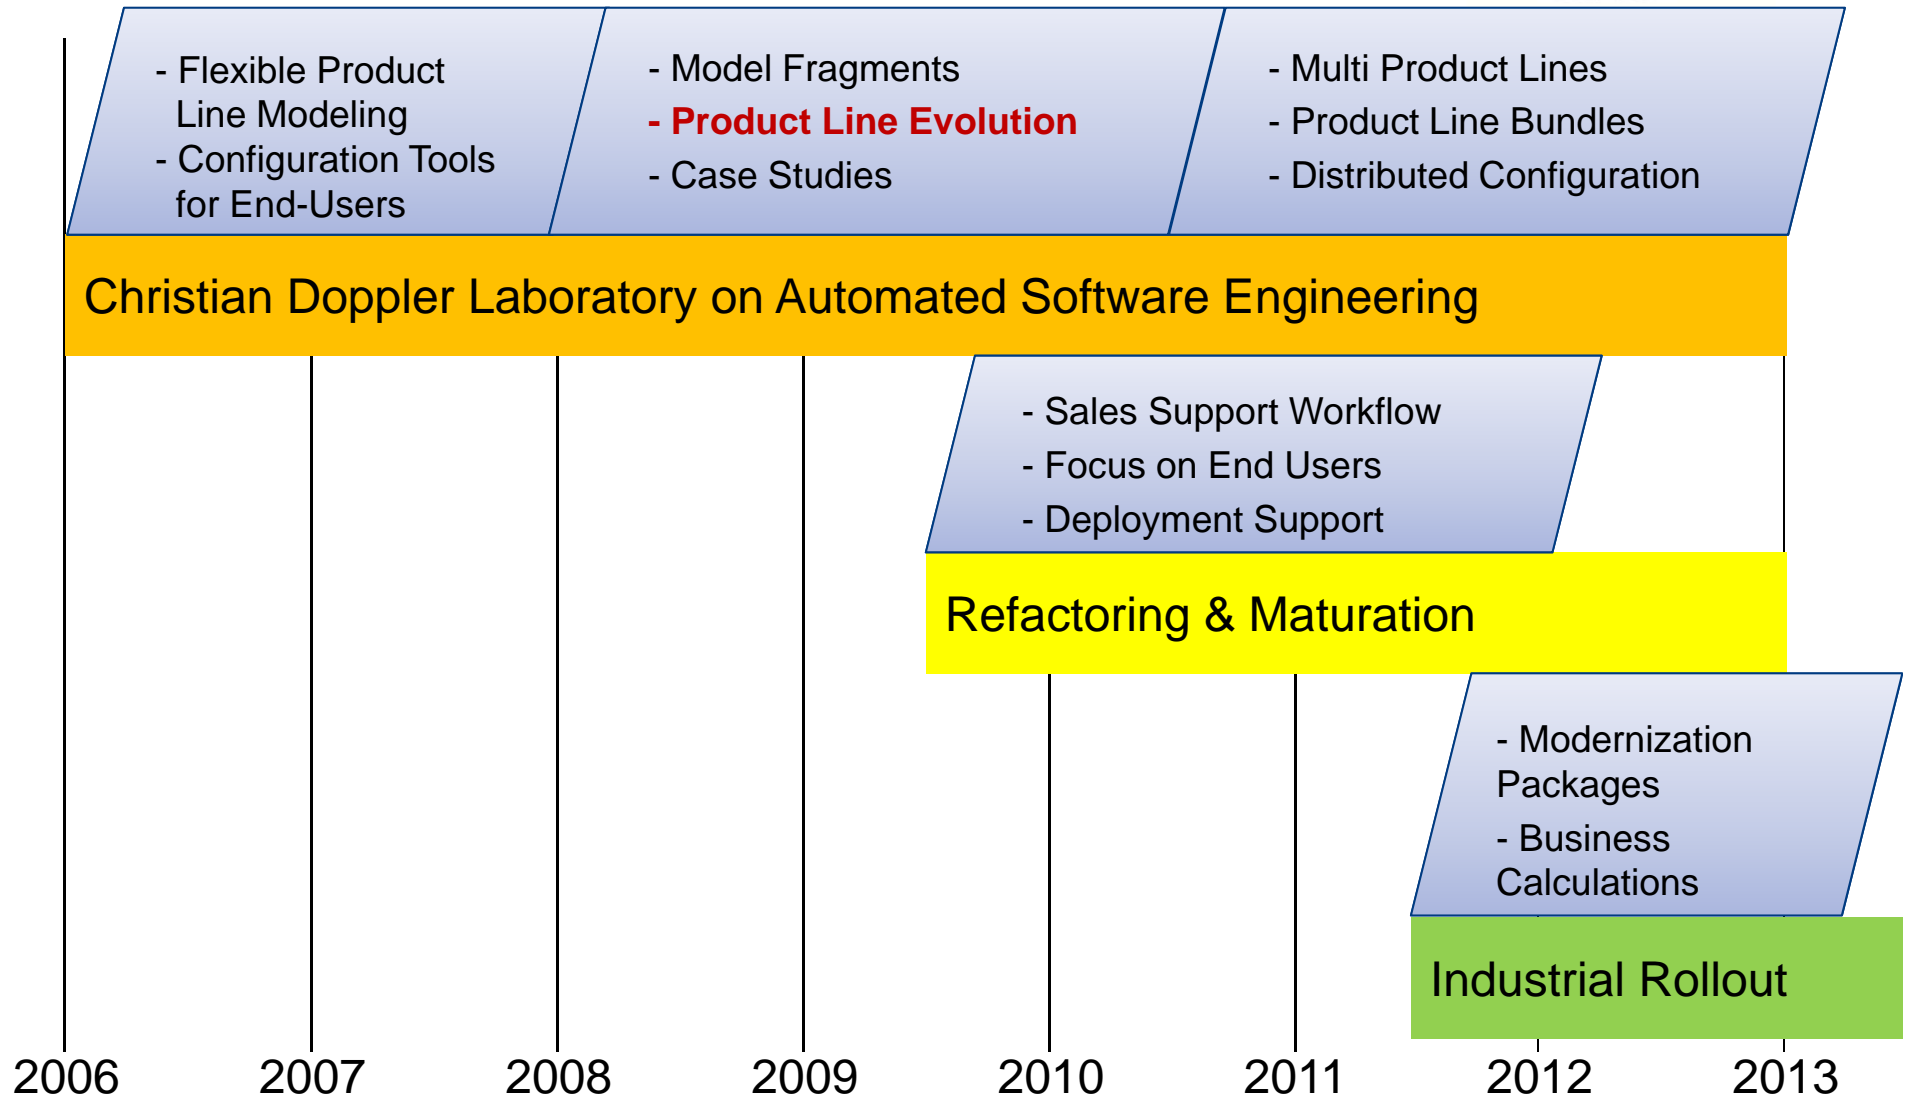 - Flexible Product
Line Modeling
- Configuration Tools
for End-Users
- Model Fragments
- Product Line Evolution
- Case Studies
- Multi Product Lines
- Product Line Bundles
- Distributed Configuration
Christian Doppler Laboratory on Automated Software Engineering
- Sales Support Workflow
- Focus on End Users
- Deployment Support
Refactoring & Maturation
- Modernization
Packages
- Business
Calculations
Industrial Rollout
2006 2007 2008 2009 2010 2011 2012 2013